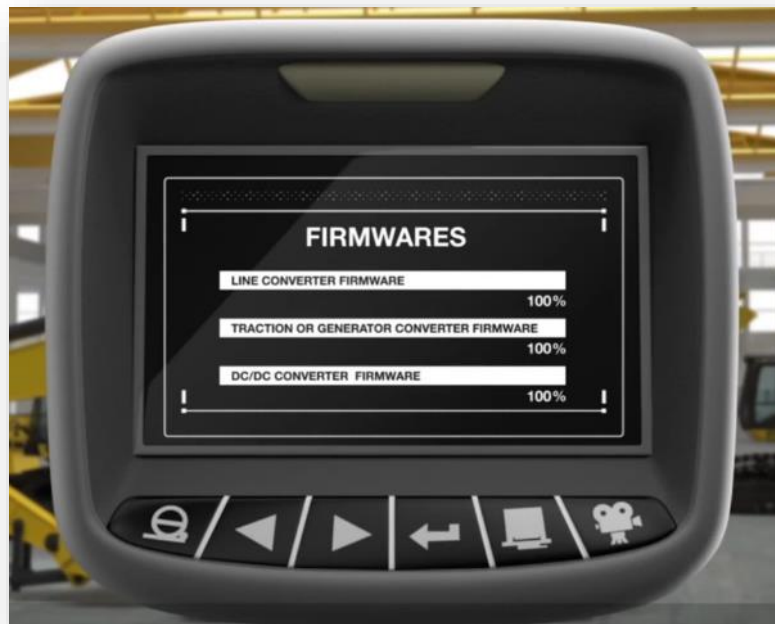 FIRMWARES
LINE CONVERTER FIRMWARE
100%
TRACTION OR GENERATOR CONVERTER FIRMWARE
100%
DC/DC CONVERTER FIRMWARE
100%